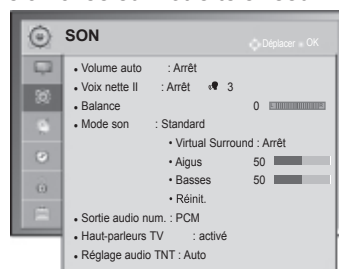 SON
Déplacer OK
• Volume auto : Arrêt
• Voix nette II : Arrêt 3
• Balance 0
• Mode son : Standard
• Virtual Surround : Arrêt
• Aigus 50
• Basses 50
• Réinit.
• Sortie audio num. : PCM
• Haut-parleurs TV : activé
• Réglage audio TNT : Auto